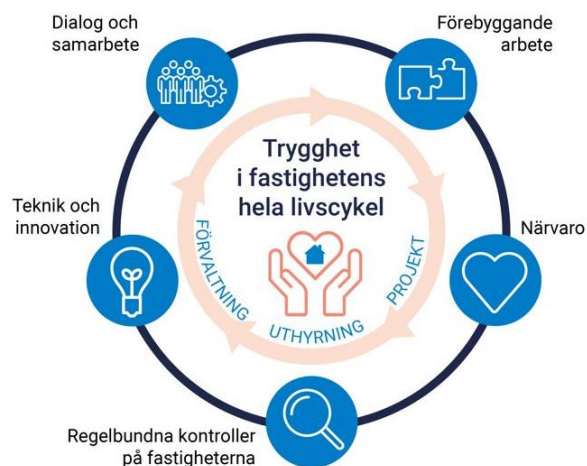 Dialog och
samarbete
Förebyggande
arbete
Trygghet
i fastighetens
hela livscykel
Teknik och
innovation
Närvaro
FÖRVALTNING
UTHYRNING
PROJEKT
Regelbundna kontroller
på fastigheterna